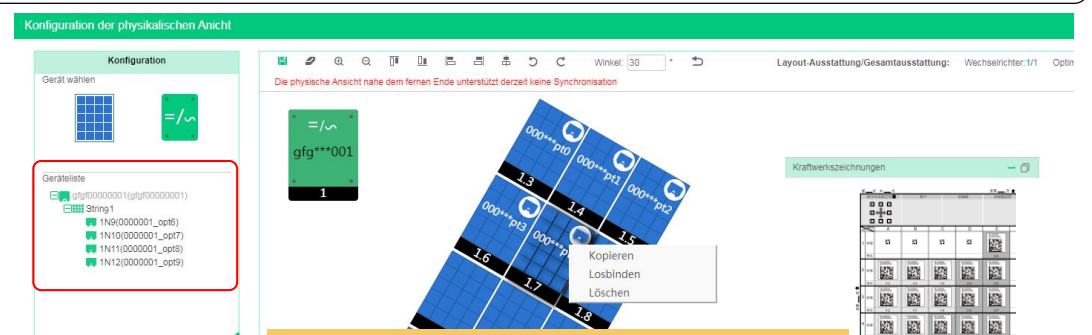 Konfiguration der physikalischen Anicht
Konfiguration
Gerät wählen
Geräteliste
gfgf00000001(gfgf00000001)
String1
1N9(0000001_opt6)
1N10(0000001_opt7)
1N11(0000001_opt8)
1N12(0000001_opt9)
Winkel: 30 °
Layout-Ausstattung/Gesamtausstattung: Wechselrichter:1/1 Optim
Die physische Ansicht nahe dem fernen Ende unterstützt derzeit keine Synchronisation
gfg***001
1
000***pt0
1.3
000***pt1
1.4
000***pt2
1.5
000***pt3
1.6
1.7
1.8
Kopieren
Losbinden
Löschen
Kraftwerkszeichnungen
A B C D E